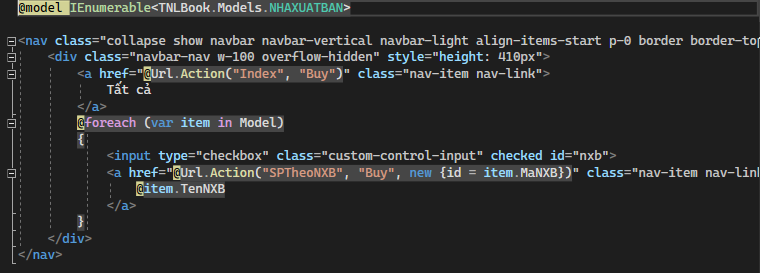 @model IEnumerable<TNLBook.Models.NHAXUATBAN>
<nav class="collapse show navbar navbar-vertical navbar-light align-items-start p-0 border border-top
<div class="navbar-nav w-100 overflow-hidden" style="height: 410px">
<a href="@Url.Action("Index", "Buy")" class="nav-item nav-link">
Tất cả
</a>
@foreach (var item in Model)
{
<input type="checkbox" class="custom-control-input" checked id="nxb">
<a href="@Url.Action("SPTheoNXB", "Buy", new {id = item.MaNXB})" class="nav-item nav-link
@item.TenNXB
</a>
}
</div>
</nav>